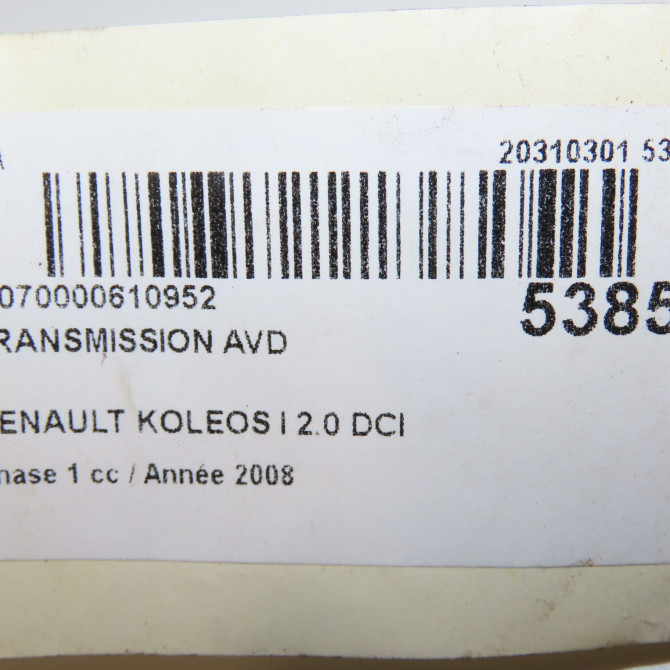 20310301 53
070000610952
5385
RANSMISSION AVD
ENAULT KOLEOS I 2.0 DCI
hase 1 cc / Année 2008